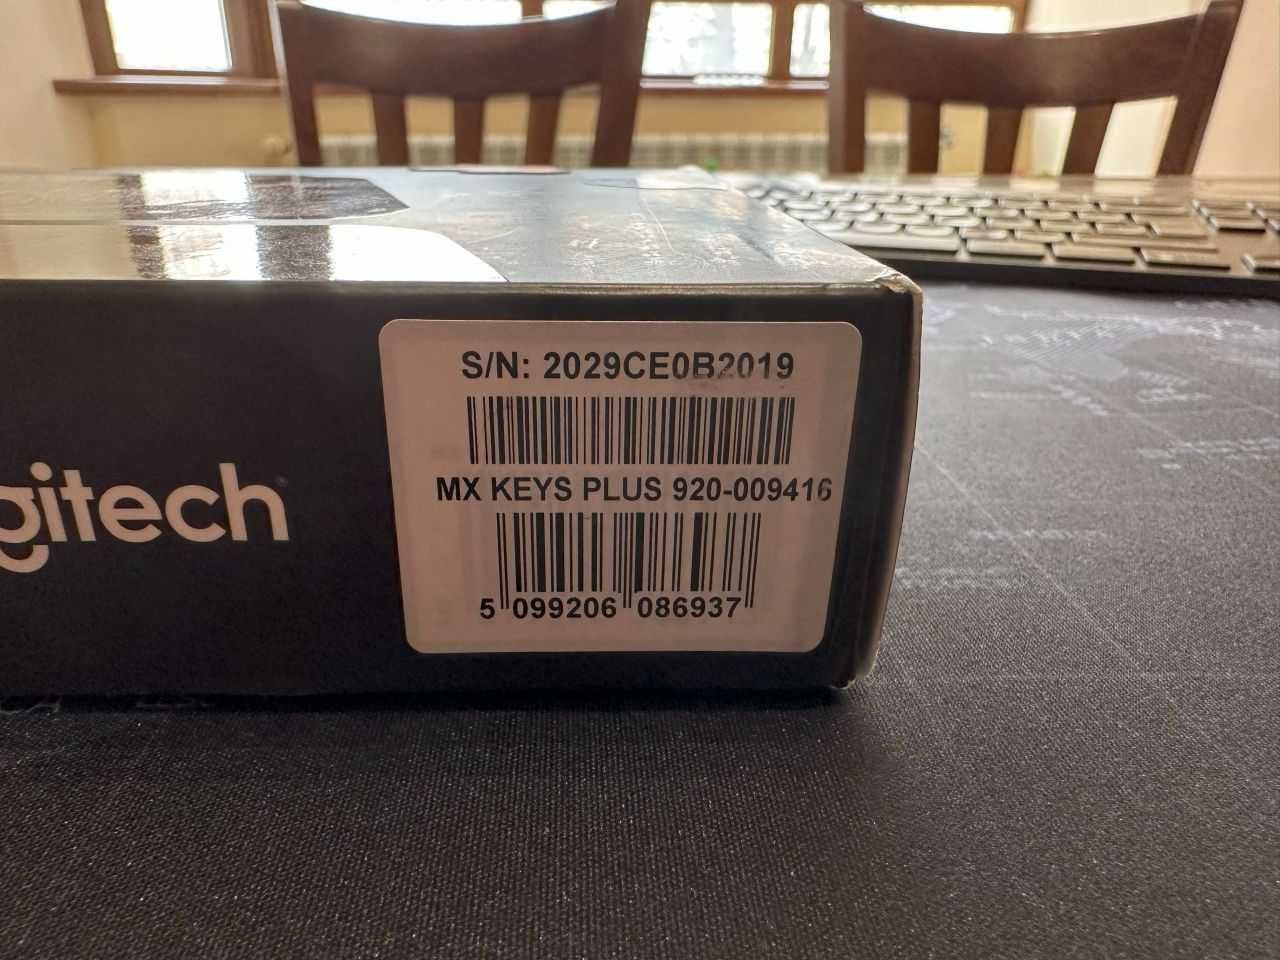 S/N: 2029CE0B2019
MX KEYS PLUS 920-009416
5 099206 086937
gitech